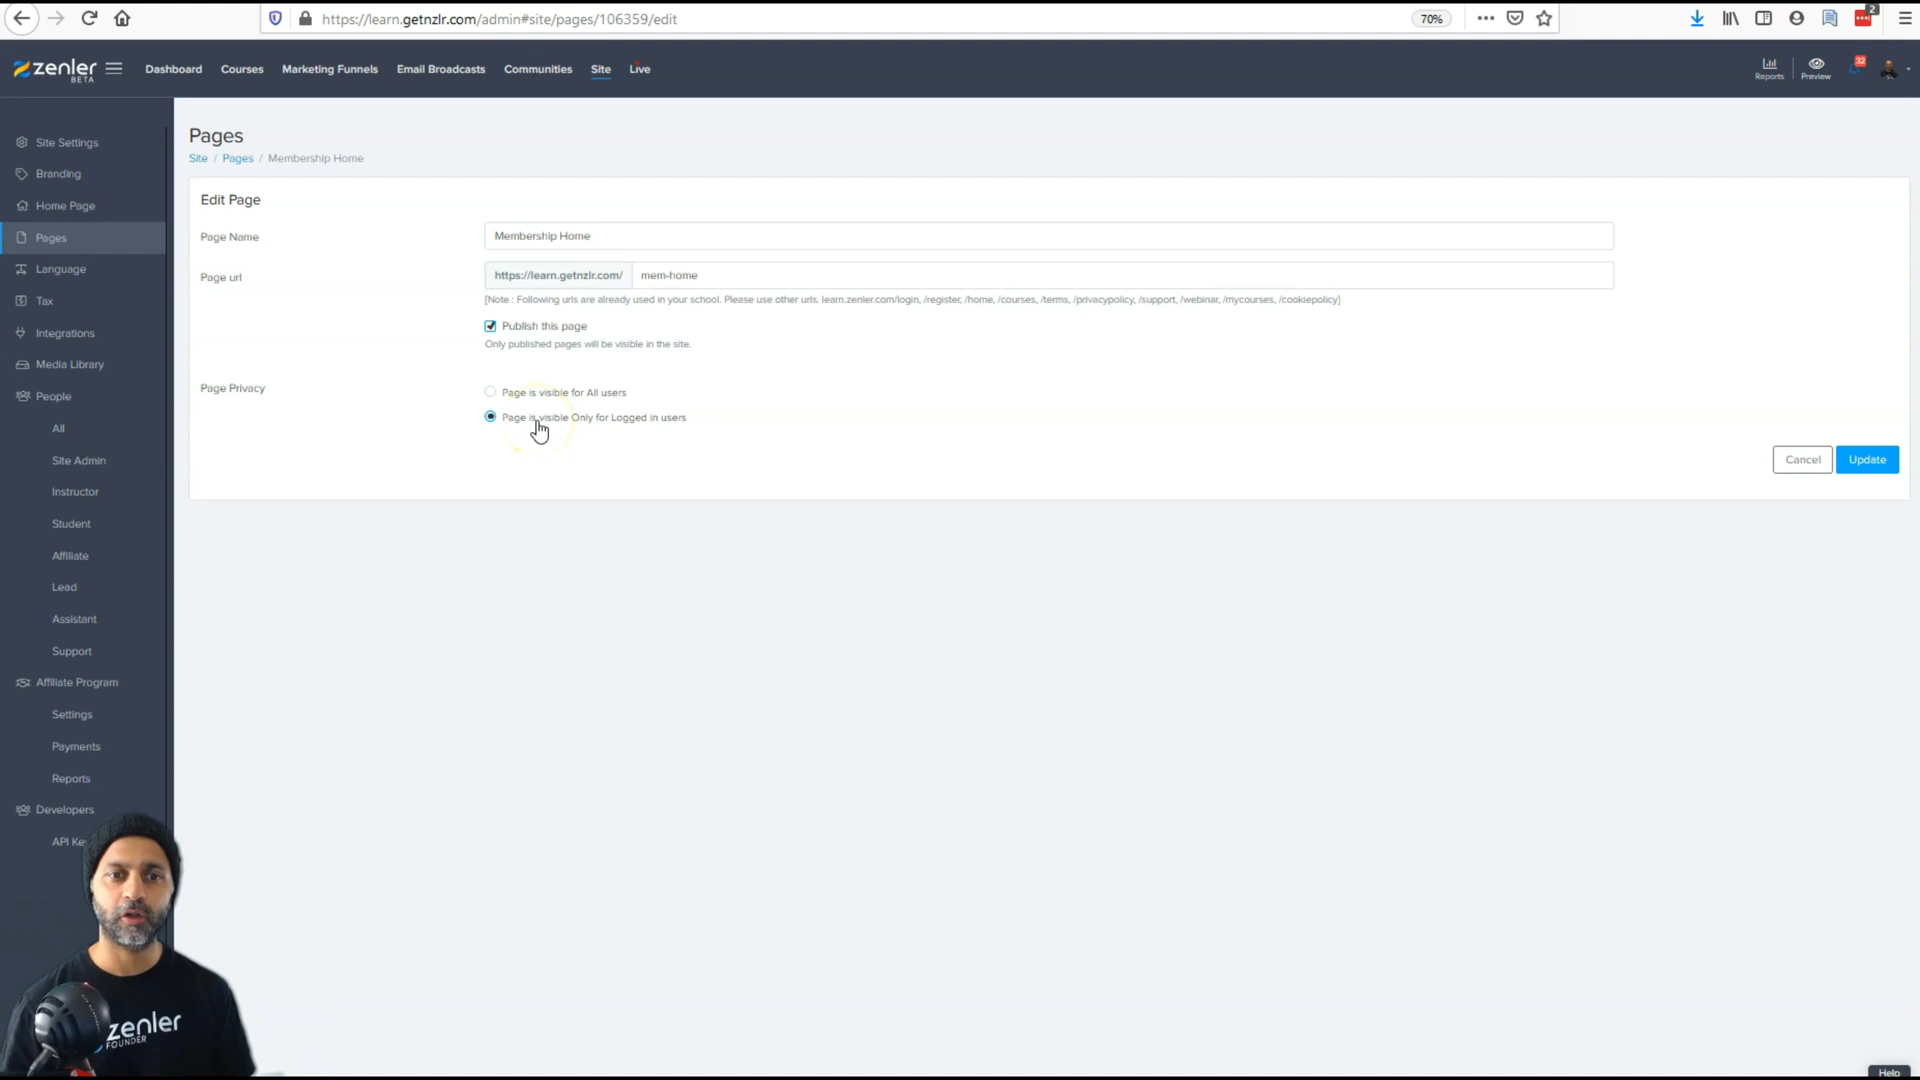 https://learn.getnzlr.com/admin#site/pages/106359/edit
70%
2
zenler
BETA
Dashboard
Courses
Marketing Funnels
Email Broadcasts
Communities
Site
Live
Reports
Preview
32
Site Settings
Branding
Home Page
Pages
Language
Tax
Integrations
Media Library
People
All
Site Admin
Instructor
Student
Affiliate
Lead
Assistant
Support
Affiliate Program
Settings
Payments
Reports
Developers
API Ke
Pages
Site / Pages / Membership Home
Edit Page
Page Name
Membership Home
Page url
https://learn.getnzlr.com/ mem-home
[Note : Following urls are already used in your school. Please use other urls. learn.zenler.com/login, /register, /home, /courses, /terms, /privacypolicy, /support, /webinar, /mycourses, /cookiepolicy]
Publish this page
Only published pages will be visible in the site.
Page Privacy
Page is visible for All users
Page is visible Only for Logged in users
Cancel
Update
zenler
FOUNDER
Help